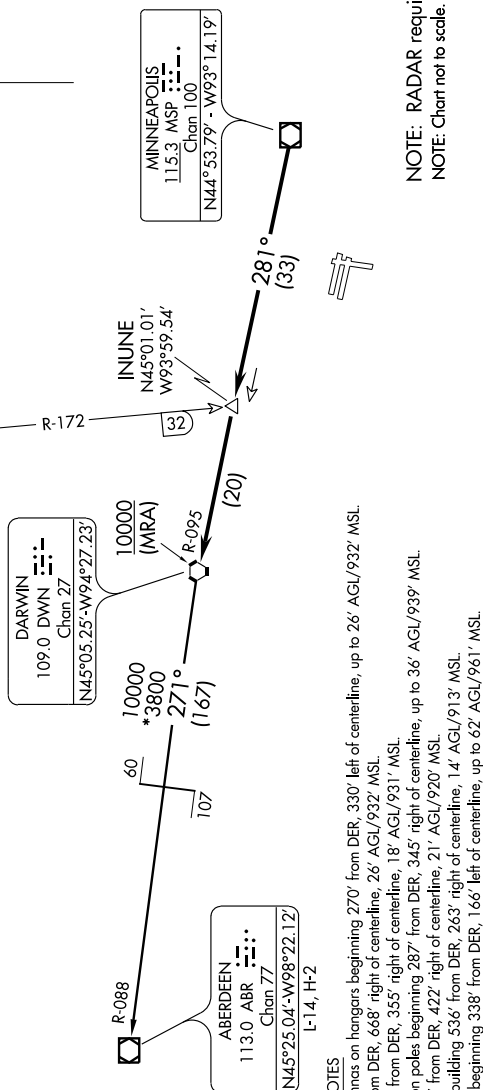 MINNEAPOLIS
115.3 MSP
Chan 100
N44°53.79' - W93°14.19'
281°
(33)
INUNE
N45°01.01'
W93°59.54'
R-172
32
(20)
DARWIN
109.0 DWN
Chan 27
N45°05.25'-W94°27.23'
10000
(MRA)
R-095
10000
*3800
271°
(167)
60
107
R-088
ABERDEEN
113.0 ABR
Chan 77
N45°25.04'-W98°22.12'
L-14, H-2
NOTE: RADAR requi
NOTE: Chart not to scale.
OTES
nnas on hangars beginning 270' from DER, 330' left of centerline, up to 26' AGL/932' MSL.
om DER, 668' right of centerline, 26' AGL/932' MSL.
from DER, 355' right of centerline, 18' AGL/931' MSL.
on poles beginning 287' from DER, 345' right of centerline, up to 36' AGL/939' MSL.
' from DER, 422' right of centerline, 21' AGL/920' MSL.
building 536' from DER, 263' right of centerline, 14' AGL/913' MSL.
beginning 338' from DER, 166' left of centerline, up to 62' AGL/961' MSL.